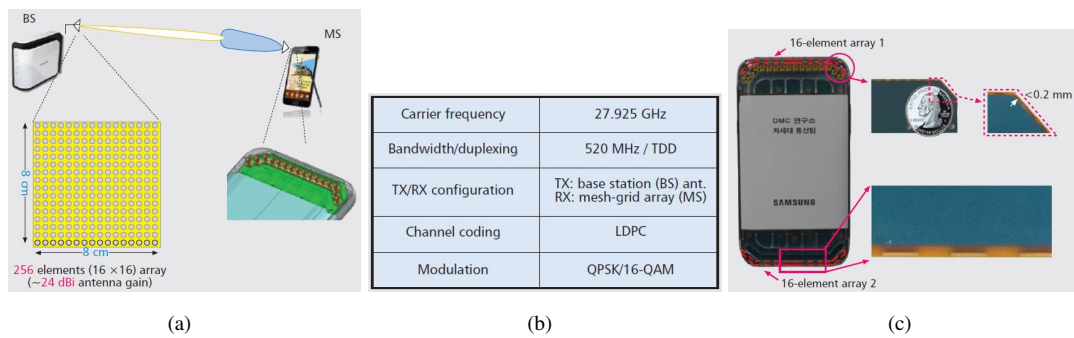 BS
MS
~8 cm
8 cm
256 elements (16 ×16) array
(~24 dBi antenna gain)
(a)
Carrier frequency 27.925 GHz
Bandwidth/duplexing 520 MHz / TDD
TX/RX configuration TX: base station (BS) ant.
RX: mesh-grid array (MS)
Channel coding LDPC
Modulation QPSK/16-QAM
(b)
16-element array 1
<0.2 mm
DMC 연구소
차세대 통신팀
SAMSUNG
16-element array 2
(c)